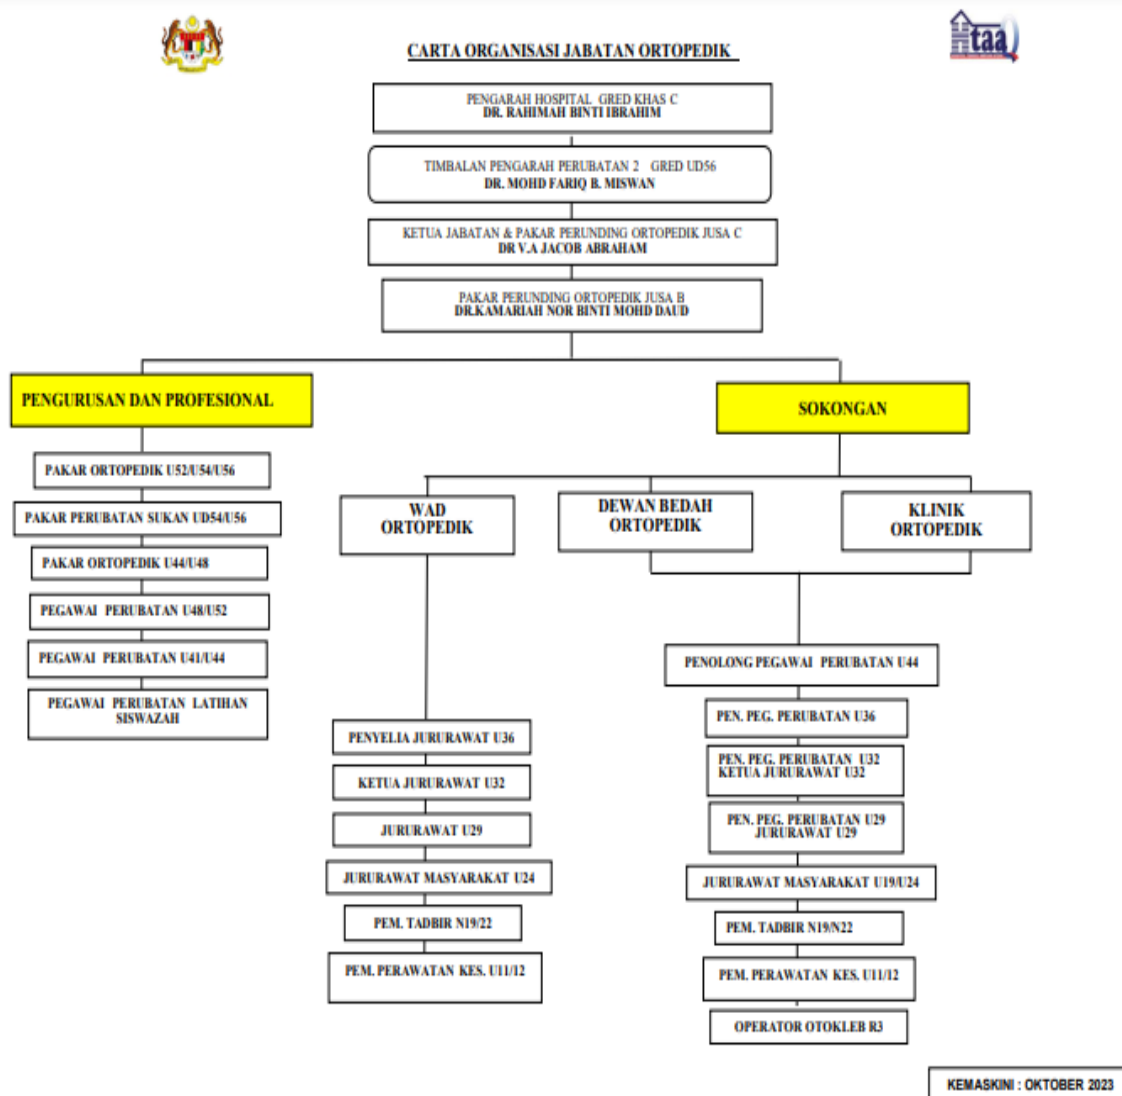 CARTA ORGANISASI JABATAN ORTOPEDIK
Htaa
PENGARAH HOSPITAL GRED KHAS C
DR. RAHIMAH BINTI IBRAHIM
TIMBALAN PENGARAH PERUBATAN 2 GRED UD56
DR. MOHD FARIQ B. MISWAN
KETUA JABATAN & PAKAR PERUNDING ORTOPEDIK JUSA C
DR V.A JACOB ABRAHAM
PAKAR PERUNDING ORTOPEDIK JUSA B
DR.KAMARIAH NOR BINTI MOHD DAUD
PENGURUSAN DAN PROFESIONAL
PAKAR ORTOPEDIK U52/U54/U56
PAKAR PERUBATAN SUKAN UD54/U56
PAKAR ORTOPEDIK U44/U48
PEGAWAI PERUBATAN U48/U52
PEGAWAI PERUBATAN U41/U44
PEGAWAI PERUBATAN LATIHAN
SISWAZAH
SOKONGAN
WAD
ORTOPEDIK
PENYELIA JURURAWAT U36
KETUA JURURAWAT U32
JURURAWAT U29
JURURAWAT MASYARAKAT U24
PEM. TADBIR N19/22
PEM. PERAWATAN KES. U11/12
DEWAN BEDAH
ORTOPEDIK
KLINIK
ORTOPEDIK
PENOLONG PEGAWAI PERUBATAN U44
PEN. PEG. PERUBATAN U36
PEN. PEG. PERUBATAN U32
KETUA JURURAWAT U32
PEN. PEG. PERUBATAN U29
JURURAWAT U29
JURURAWAT MASYARAKAT U19/U24
PEM. TADBIR N19/N22
PEM. PERAWATAN KES. U11/12
OPERATOR OTOKLEB R3
KEMASKINI : OKTOBER 2023